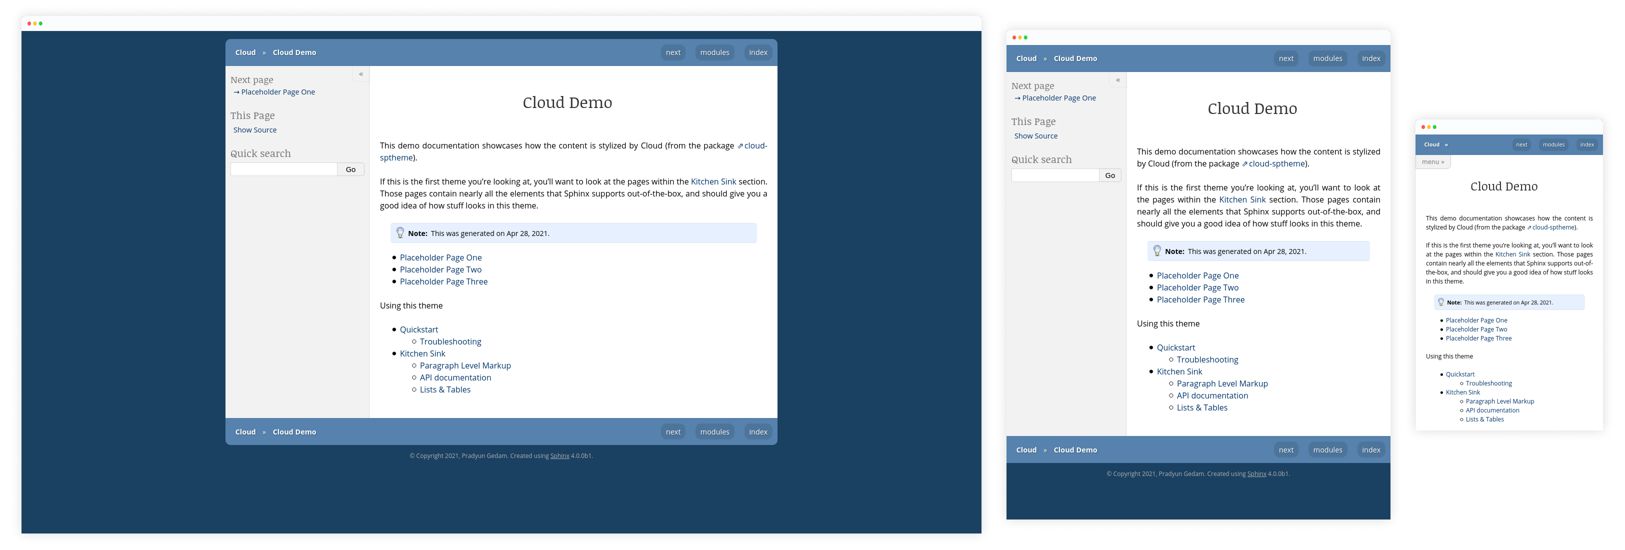 Cloud » Cloud Demo next modules index
«
Next page
→ Placeholder Page One
This Page
Show Source
Quick search
Go
Cloud Demo
This demo documentation showcases how the content is stylized by Cloud (from the package ⇗cloud-
sptheme).
If this is the first theme you’re looking at, you’ll want to look at the pages within the Kitchen Sink section.
Those pages contain nearly all the elements that Sphinx supports out-of-the-box, and should give you a
good idea of how stuff looks in this theme.
Note: This was generated on Apr 28, 2021.
Placeholder Page One
Placeholder Page Two
Placeholder Page Three
Using this theme
Quickstart
Troubleshooting
Kitchen Sink
Paragraph Level Markup
API documentation
Lists & Tables
Cloud » Cloud Demo next modules index
© Copyright 2021, Pradyun Gedam. Created using Sphinx 4.0.0b1.
Cloud » Cloud Demo next modules index
«
Next page
→ Placeholder Page One
This Page
Show Source
Quick search
Go
Cloud Demo
This demo documentation showcases how the content is stylized
by Cloud (from the package ⇗cloud-sptheme).
If this is the first theme you’re looking at, you’ll want to look at
the pages within the Kitchen Sink section. Those pages contain
nearly all the elements that Sphinx supports out-of-the-box, and
should give you a good idea of how stuff looks in this theme.
Note: This was generated on Apr 28, 2021.
Placeholder Page One
Placeholder Page Two
Placeholder Page Three
Using this theme
Quickstart
Troubleshooting
Kitchen Sink
Paragraph Level Markup
API documentation
Lists & Tables
Cloud » Cloud Demo next modules index
© Copyright 2021, Pradyun Gedam. Created using Sphinx 4.0.0b1.
Cloud » next modules index
menu »
Cloud Demo
This demo documentation showcases how the content is
stylized by Cloud (from the package ⇗cloud-sptheme).
If this is the first theme you’re looking at, you’ll want to look
at the pages within the Kitchen Sink section. Those pages
contain nearly all the elements that Sphinx supports out-of-
the-box, and should give you a good idea of how stuff looks
in this theme.
Note: This was generated on Apr 28, 2021.
Placeholder Page One
Placeholder Page Two
Placeholder Page Three
Using this theme
Quickstart
Troubleshooting
Kitchen Sink
Paragraph Level Markup
API documentation
Lists & Tables